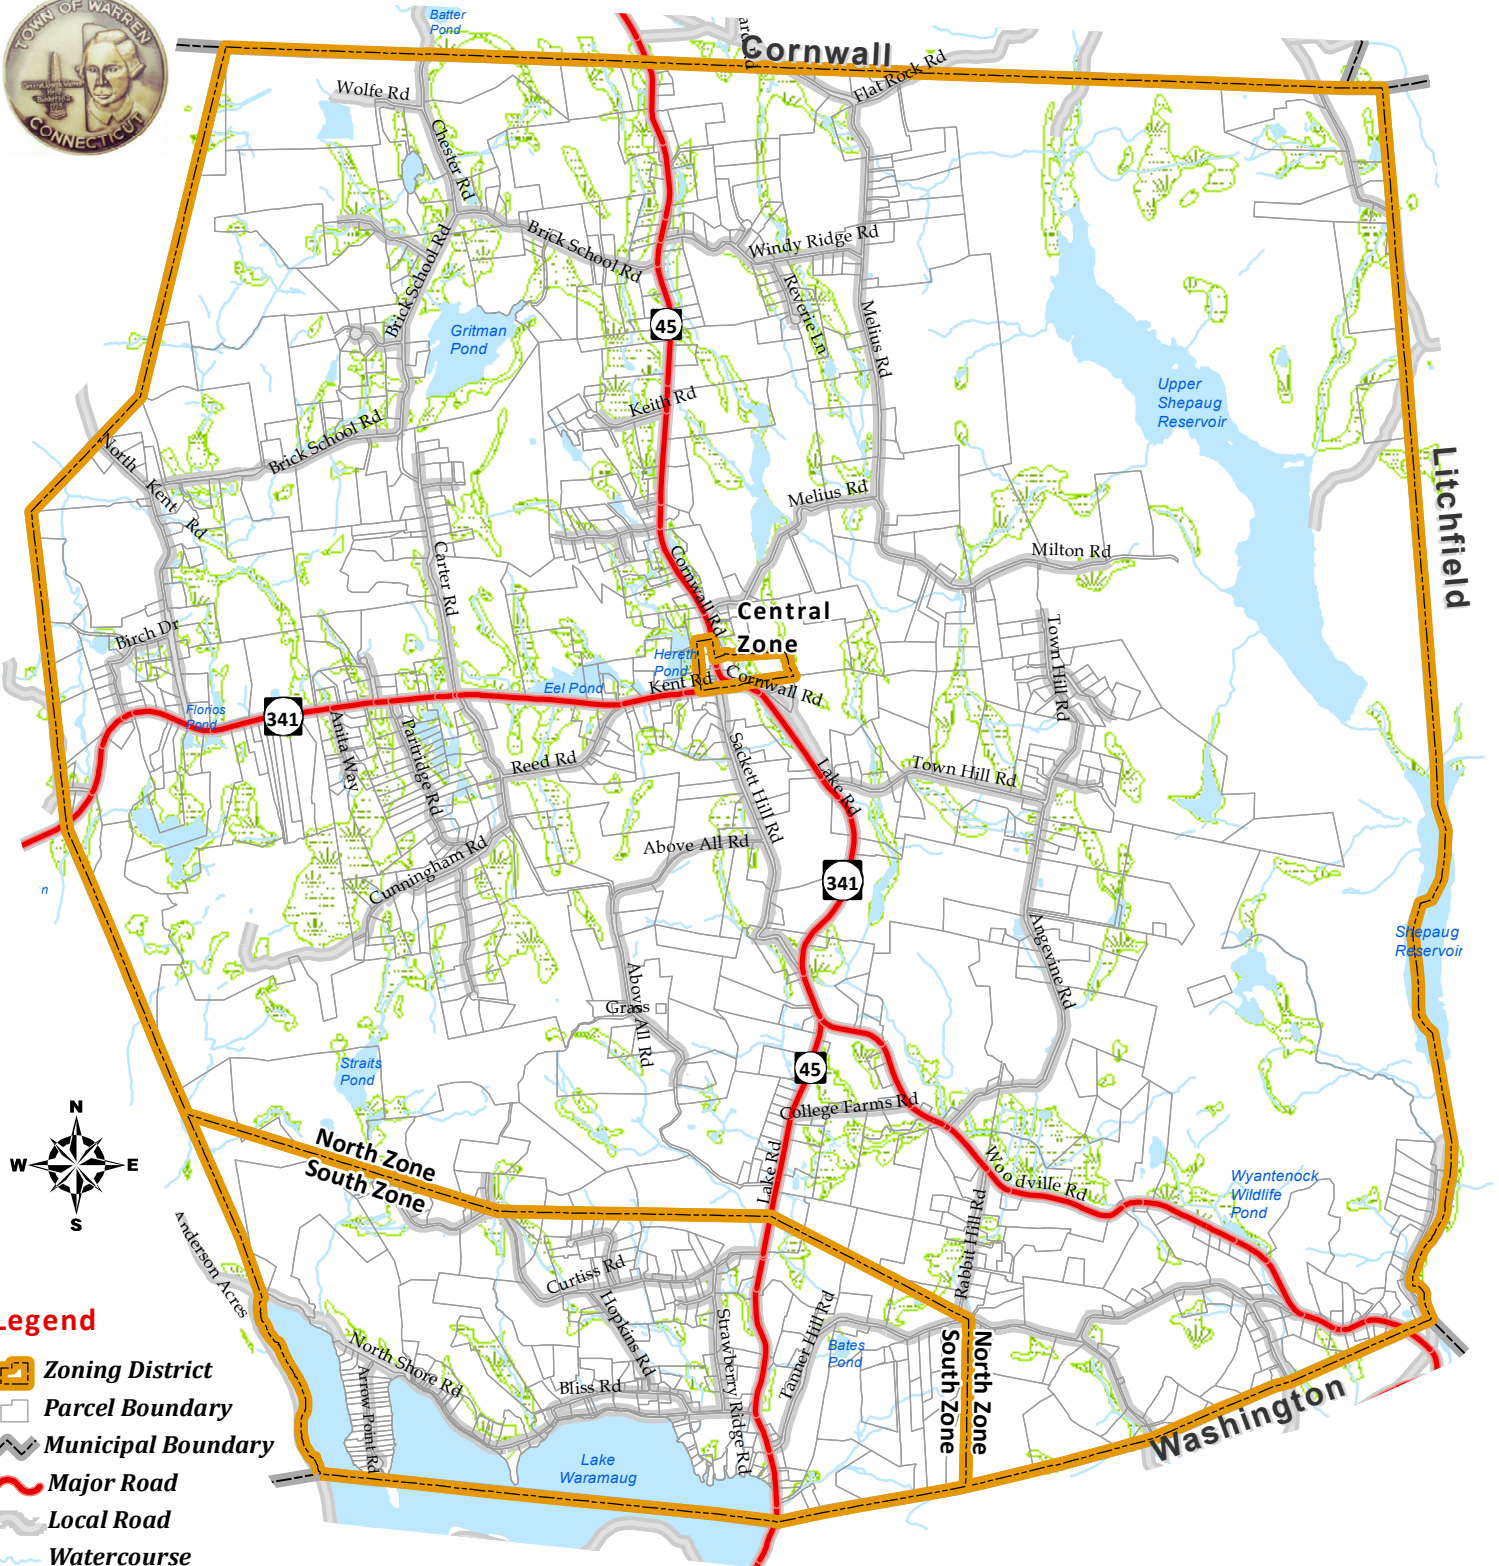 TOWN OF WARREN
CONNECTICUT
Batter
Pond
Cornwall
Flat Rock Rd
Wolfe Rd
Chester Rd
Brick School Rd
Brick School Rd
Windy Ridge Rd
Reverie Ln
Melius Rd
45
Gritman
Pond
Upper
Shepaug
Reservoir
Keith Rd
Brick School Rd
North Kent Rd
Litchfield
Melius Rd
Milton Rd
Carter Rd
Cornwall Rd
Central
Zone
Birch Dr
Town Hill Rd
Hereth
Pond
Eel Pond
Kent Rd
Cornwall Rd
Florios
Pond
341
Anita Way
Partridge Rd
Reed Rd
Sackett Hill Rd
Lake Rd
Town Hill Rd
Above All Rd
Cunningham Rd
341
n
Angevine Rd
Shepaug
Reservoir
Above All Rd
Grass
Straits
Pond
45
College Farms Rd
N
W E
S
North Zone
South Zone
Lake Rd
Woodville Rd
Wyantenock
Wildlife
Pond
Rabbit Hill Rd
Anderson Acres
Curtiss Rd
Hopkins Rd
Strawberry Ridge Rd
Tanner Hill Rd
Bates
Pond
North Zone
South Zone
North Shore Rd
Arrow Point Rd
Bliss Rd
Washington
Lake
Waramaug
Legend
Zoning District
Parcel Boundary
Municipal Boundary
Major Road
Local Road
Watercourse